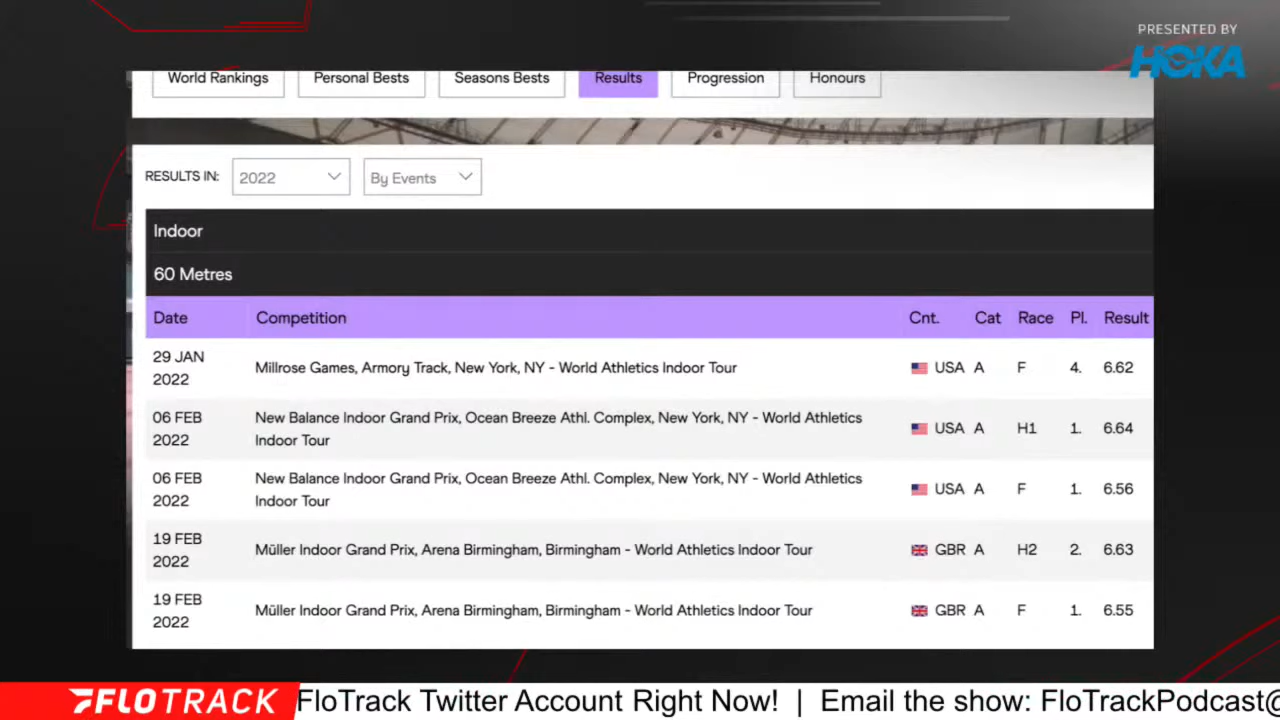 PRESENTED BY
HOKA
World Rankings Personal Bests Seasons Bests Results Progression Honours
RESULTS IN: 2022 By Events
Indoor
60 Metres
Date Competition Cnt. Cat Race Pl. Result
29 JAN
2022 Millrose Games, Armory Track, New York, NY - World Athletics Indoor Tour USA A F 4. 6.62
06 FEB
2022 New Balance Indoor Grand Prix, Ocean Breeze Athl. Complex, New York, NY - World Athletics
Indoor Tour USA A H1 1. 6.64
06 FEB
2022 New Balance Indoor Grand Prix, Ocean Breeze Athl. Complex, New York, NY - World Athletics
Indoor Tour USA A F 1. 6.56
19 FEB
2022 Müller Indoor Grand Prix, Arena Birmingham, Birmingham - World Athletics Indoor Tour GBR A H2 2. 6.63
19 FEB
2022 Müller Indoor Grand Prix, Arena Birmingham, Birmingham - World Athletics Indoor Tour GBR A F 1. 6.55
FLOTRACK FloTrack Twitter Account Right Now! | Email the show: FloTrackPodcast@